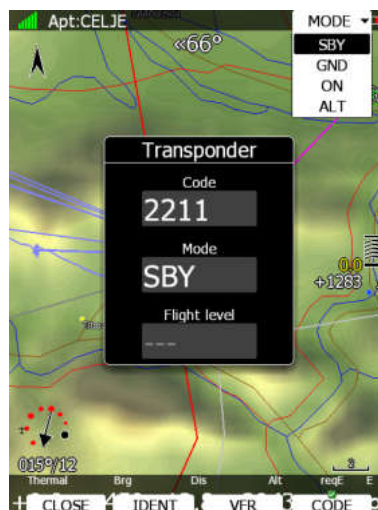 Apt:CELJE
MODE
«66°
SBY
GND
ON
ALT
Transponder
Code
2211
Mode
SBY
Flight level
---
0.0
+1283
015°/12
Thermal Brg Dis Alt reqE E
CLOSE IDENT VER CODE